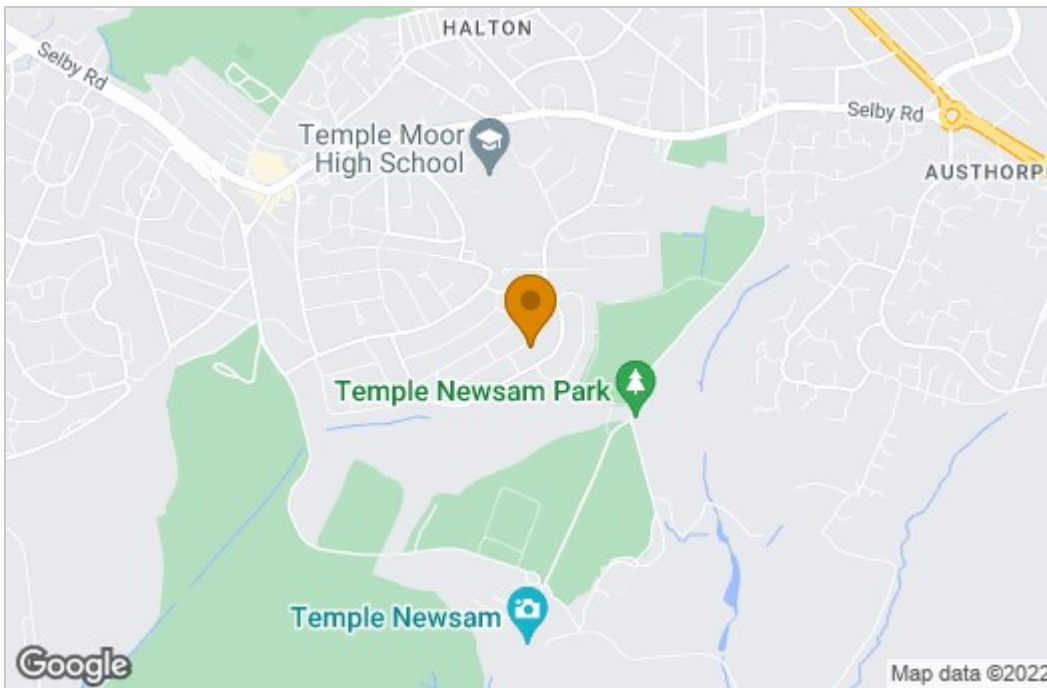 HALTON
Selby Rd
Selby Rd
Temple Moor
High School
AUSTHORP
Temple Newsam Park
Temple Newsam
Google
Map data ©2022